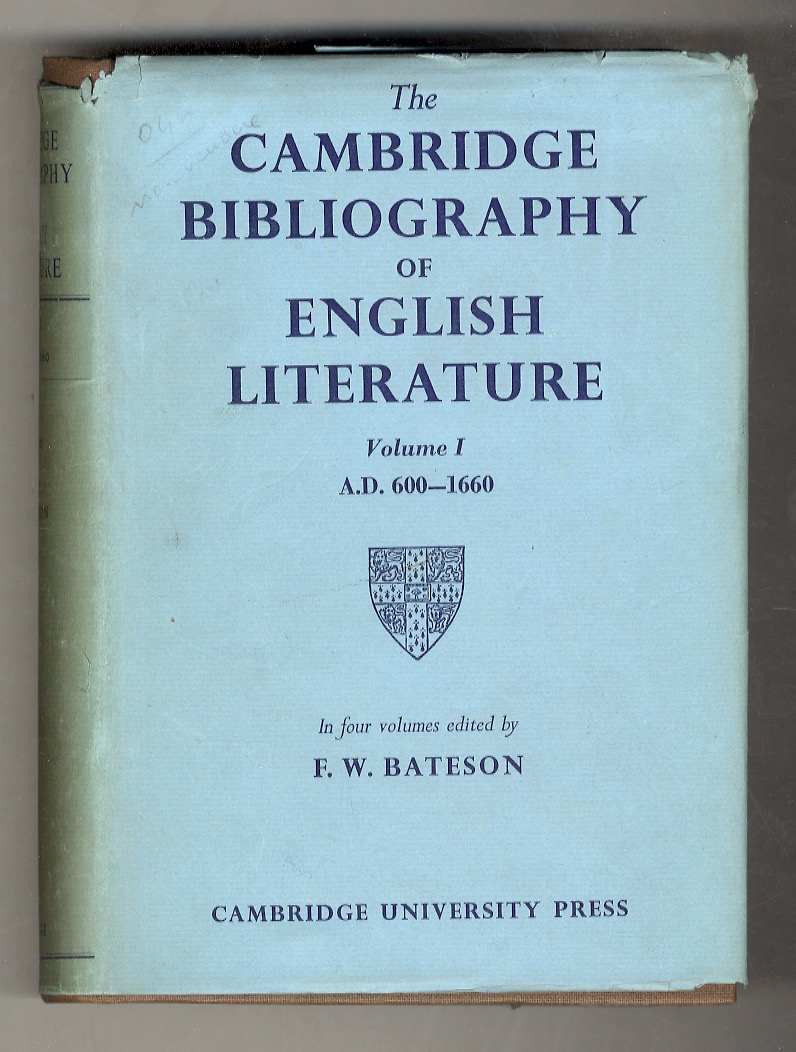 The
CAMBRIDGE
BIBLIOGRAPHY
OF
ENGLISH
LITERATURE
Volume I
A.D. 600—1660
In four volumes edited by
F. W. BATESON
CAMBRIDGE UNIVERSITY PRESS